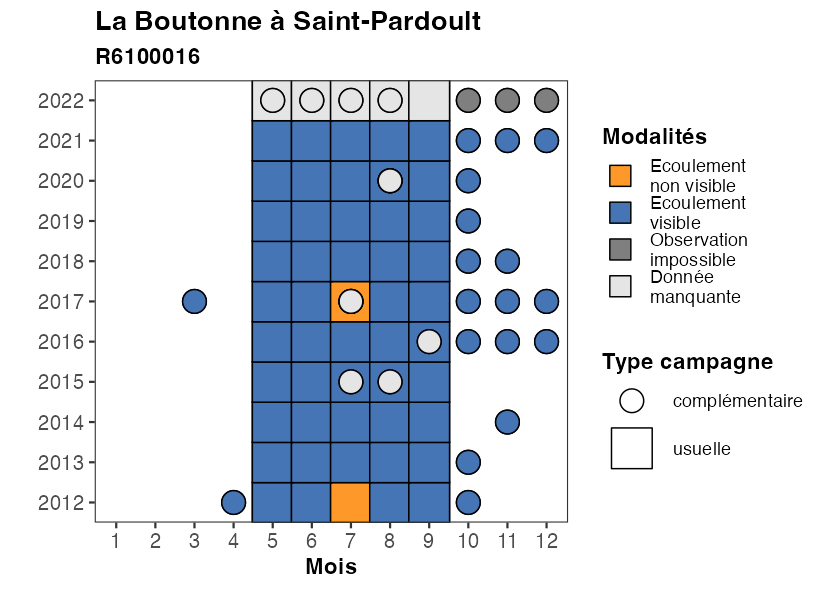 La Boutonne à Saint-Pardoult
R6100016
2022
2021
2020
2019
2018
2017
2016
2015
2014
2013
2012
1 2 3 4 5 6 7 8 9 10 11 12
Mois
Modalités
Ecoulement
non visible
Ecoulement
visible
Observation
impossible
Donnée
manquante
Type campagne
complémentaire
usuelle